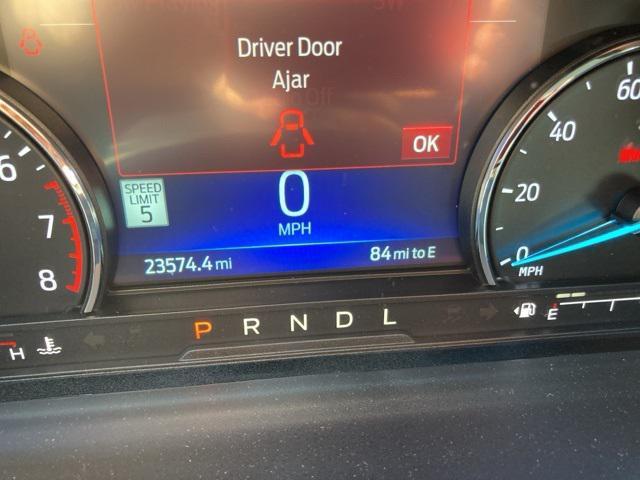 Driver Door
Ajar
OK
SPEED
LIMIT
5
0
MPH
23574.4 mi
84 mi to E
6
7
8
H
P R N D L
60
40
20
0
MPH
E